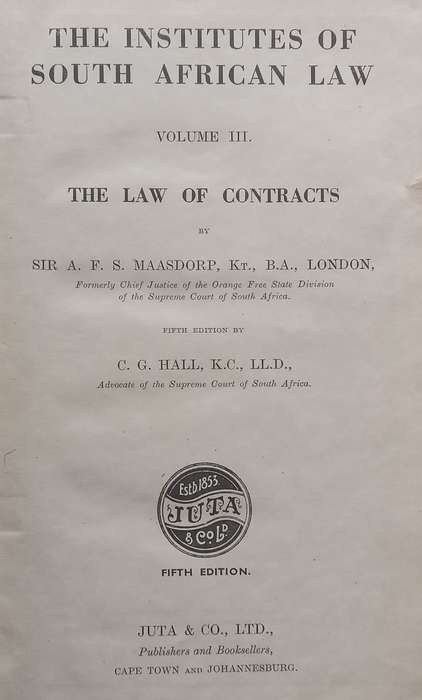 THE INSTITUTES OF
SOUTH AFRICAN LAW
VOLUME III.
THE LAW OF CONTRACTS
BY
SIR A. F. S. MAASDORP, KT., B.A., LONDON,
Formerly Chief Justice of the Orange Free State Division
of the Supreme Court of South Africa.
FIFTH EDITION BY
C. G. HALL, K.C., LL.D.,
Advocate of the Supreme Court of South Africa.
Estd. 1853
JUTA
& Co. LD.
FIFTH EDITION.
JUTA & CO., LTD.,
Publishers and Booksellers,
CAPE TOWN AND JOHANNESBURG.